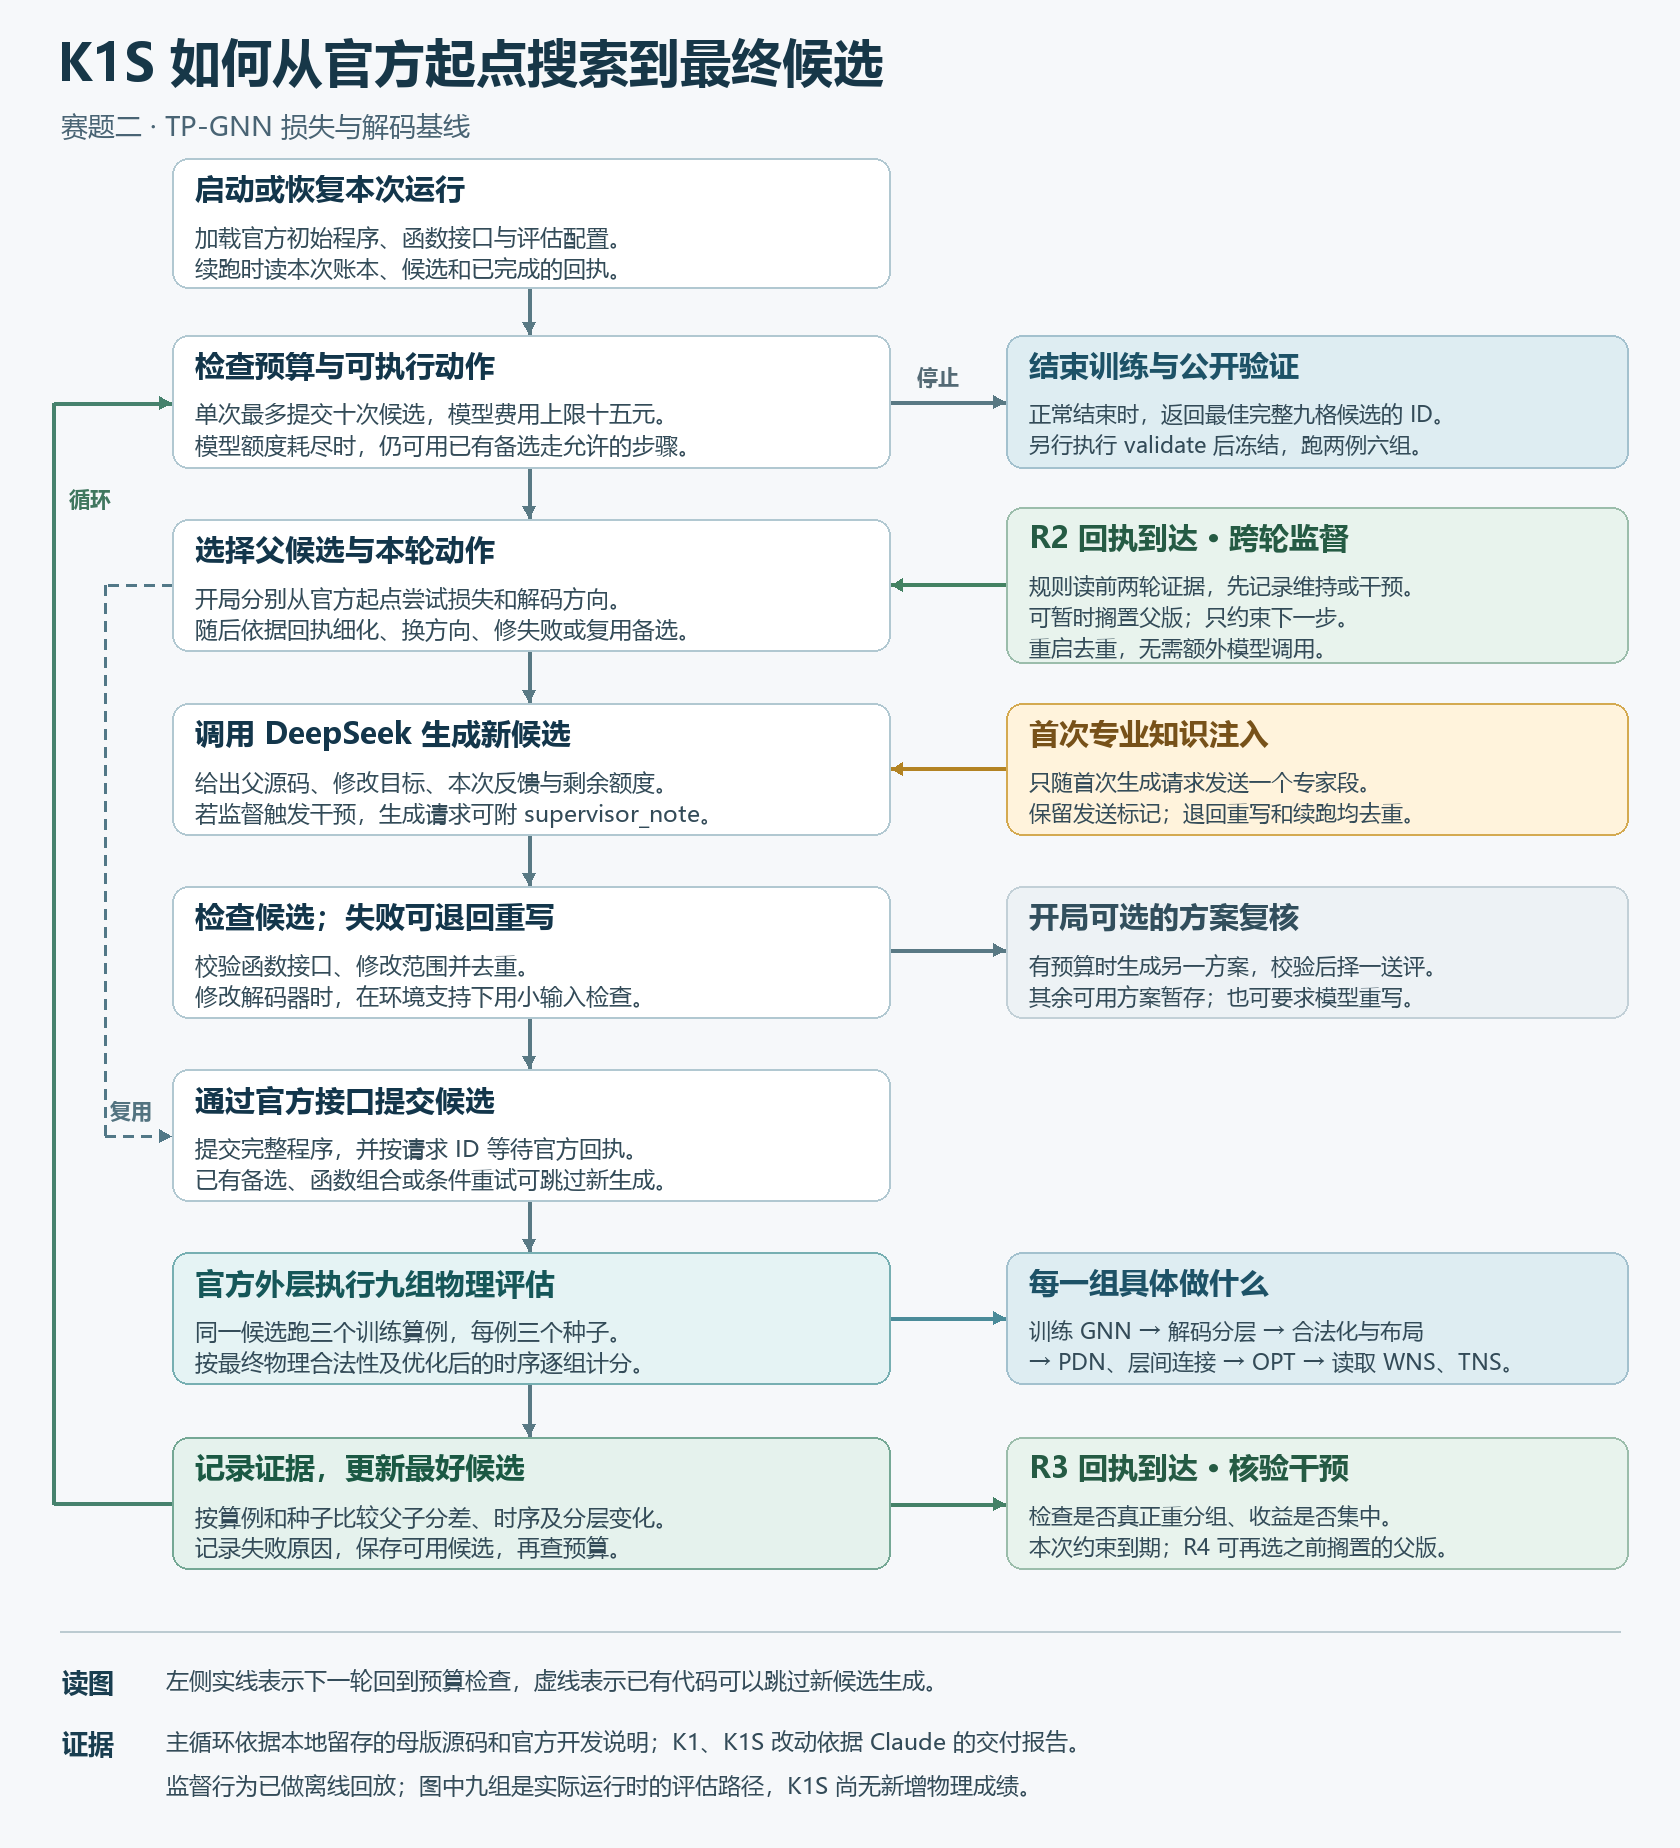 K1S 如何从官方起点搜索到最终候选
赛题二 · TP-GNN 损失与解码基线
启动或恢复本次运行
加载官方初始程序、函数接口与评估配置。
续跑时读本次账本、候选和已完成的回执。
检查预算与可执行动作
单次最多提交十次候选，模型费用上限十五元。
模型额度耗尽时，仍可用已有备选走允许的步骤。
停止
结束训练与公开验证
正常结束时，返回最佳完整九格候选的 ID。
另行执行 validate 后冻结，跑两例六组。
循环
选择父候选与本轮动作
开局分别从官方起点尝试损失和解码方向。
随后依据回执细化、换方向、修失败或复用备选。
R2 回执到达 • 跨轮监督
规则读前两轮证据，先记录维持或干预。
可暂时搁置父版；只约束下一步。
重启去重，无需额外模型调用。
调用 DeepSeek 生成新候选
给出父源码、修改目标、本次反馈与剩余额度。
若监督触发干预，生成请求可附 supervisor_note。
首次专业知识注入
只随首次生成请求发送一个专家段。
保留发送标记；退回重写和续跑均去重。
检查候选；失败可退回重写
校验函数接口、修改范围并去重。
修改解码器时，在环境支持下用小输入检查。
开局可选的方案复核
有预算时生成另一方案，校验后择一送评。
其余可用方案暂存；也可要求模型重写。
复用
通过官方接口提交候选
提交完整程序，并按请求 ID 等待官方回执。
已有备选、函数组合或条件重试可跳过新生成。
官方外层执行九组物理评估
同一候选跑三个训练算例，每例三个种子。
按最终物理合法性及优化后的时序逐组计分。
每一组具体做什么
训练 GNN → 解码分层 → 合法化与布局
→ PDN、层间连接 → OPT → 读取 WNS、TNS。
记录证据，更新最好候选
按算例和种子比较父子分差、时序及分层变化。
记录失败原因，保存可用候选，再查预算。
R3 回执到达 • 核验干预
检查是否真正重分组、收益是否集中。
本次约束到期；R4 可再选之前搁置的父版。
读图 左侧实线表示下一轮回到预算检查，虚线表示已有代码可以跳过新候选生成。
证据 主循环依据本地留存的母版源码和官方开发说明；K1、K1S 改动依据 Claude 的交付报告。
监督行为已做离线回放；图中九组是实际运行时的评估路径，K1S 尚无新增物理成绩。